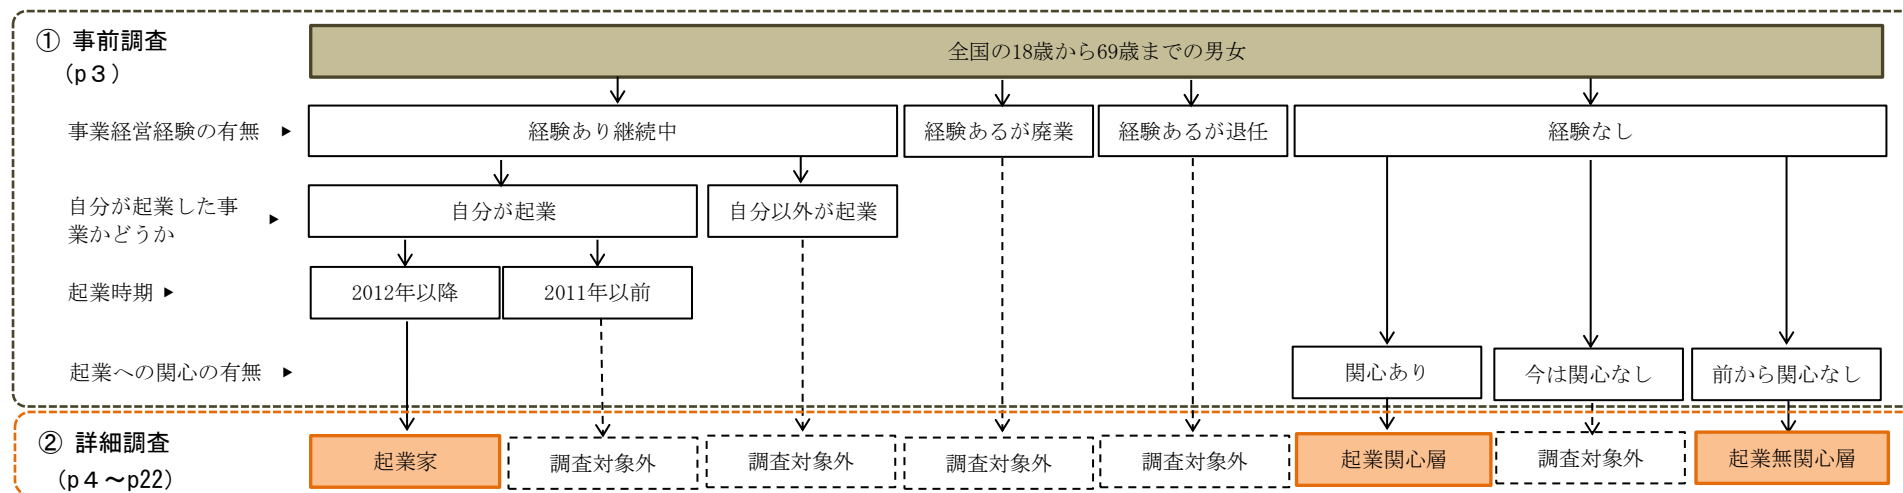 ① 事前調査
(p３)
全国の18歳から69歳までの男女
事業経営経験の有無 ▶
経験あり継続中
経験あるが廃業
経験あるが退任
経験なし
自分が起業した事
業かどうか ▶
自分が起業
自分以外が起業
起業時期 ▶
2012年以降
2011年以前
起業への関心の有無 ▶
関心あり
今は関心なし
前から関心なし
② 詳細調査
(p４～p22)
起業家
調査対象外
調査対象外
調査対象外
調査対象外
起業関心層
調査対象外
起業無関心層